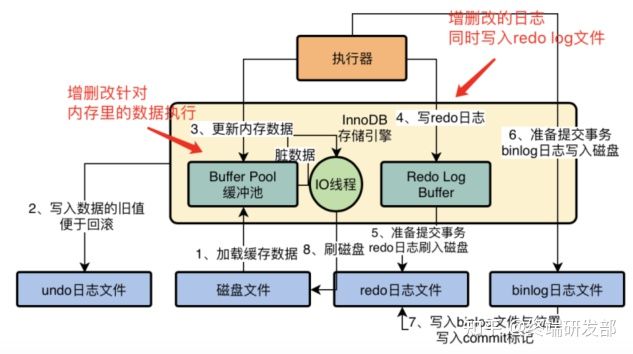 增删改的日志
同时写入redo log文件
执行器
增删改针对
内存里的数据执行
InnoDB
存储引擎
4、写redo日志
3、更新内存数据
脏数据
6、准备提交事务
binlog日志写入磁盘
Buffer Pool
缓冲池
IO线程
Redo Log
Buffer
2、写入数据的旧值
便于回滚
5、准备提交事务
redo日志刷入磁盘
1、加载缓存数据
8、刷磁盘
undo日志文件
磁盘文件
redo日志文件
binlog日志文件
7、写入binlog文件与位置
写入commit标记
知乎 @终端研发部